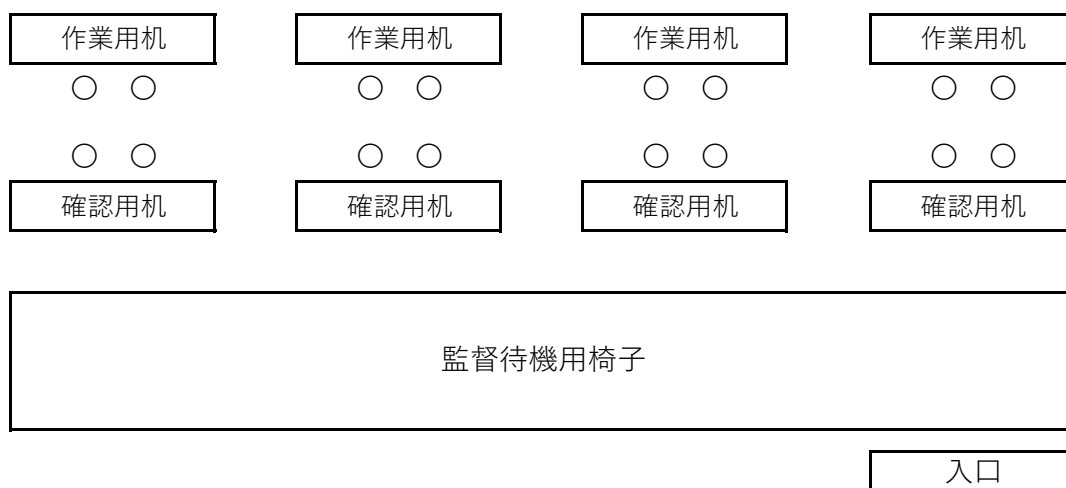 作業用机 作業用机 作業用机 作業用机
○ ○ ○ ○ ○ ○ ○ ○
○ ○ ○ ○ ○ ○ ○ ○
確認用机 確認用机 確認用机 確認用机
監督待機用椅子
入口